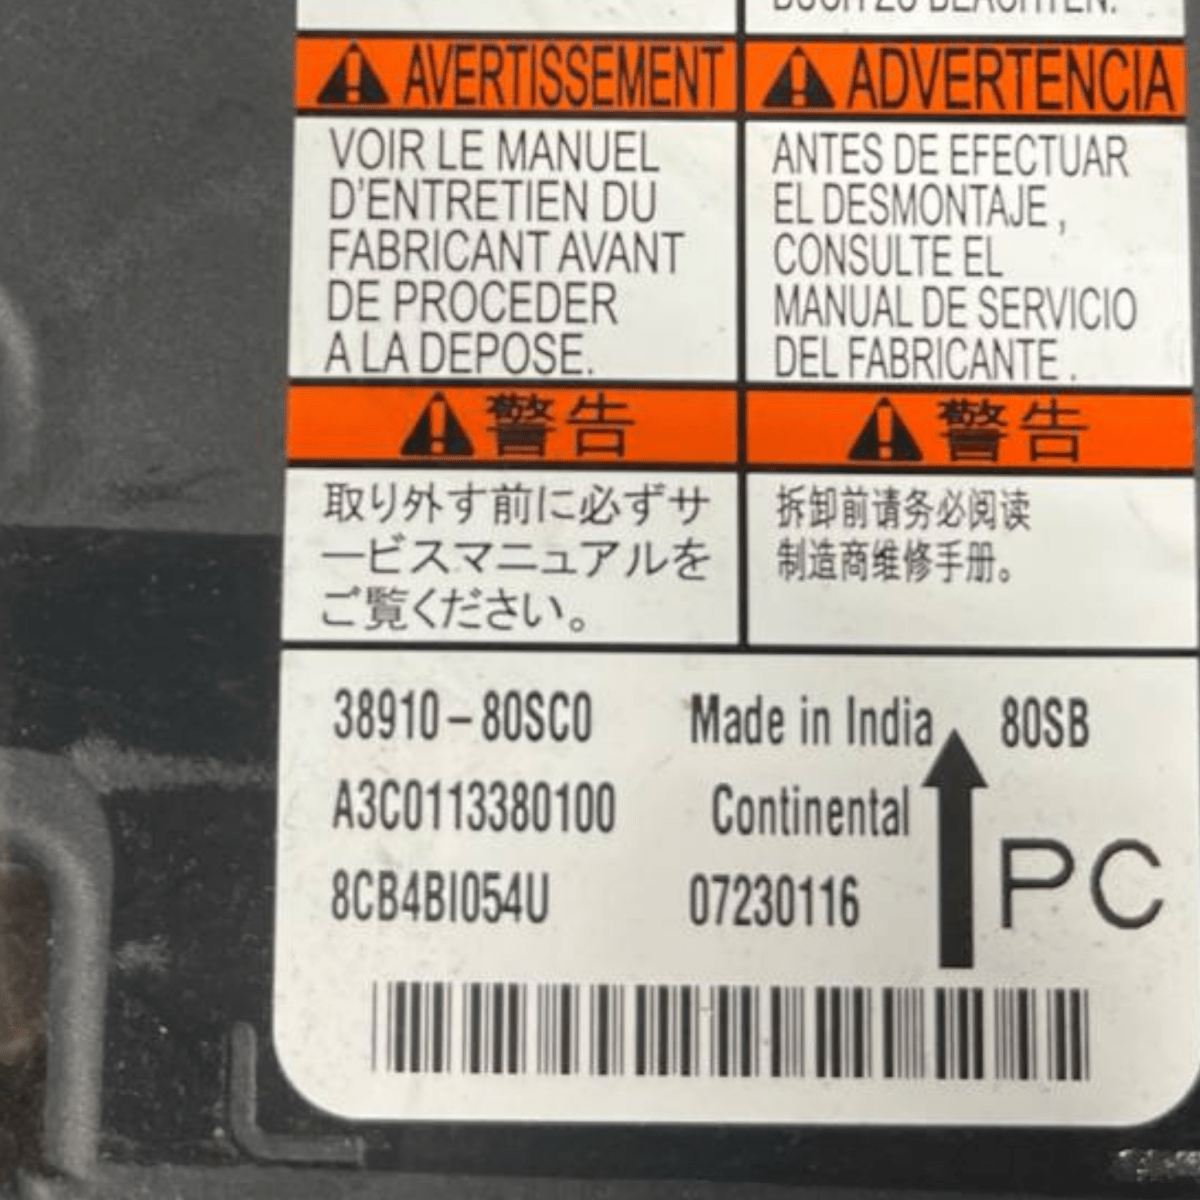 BUCH ZU BEACHTEN.
AVERTISSEMENT
VOIR LE MANUEL
D'ENTRETIEN DU
FABRICANT AVANT
DE PROCEDER
A LA DEPOSE.
ADVERTENCIA
ANTES DE EFECTUAR
EL DESMONTAJE ,
CONSULTE EL
MANUAL DE SERVICIO
DEL FABRICANTE .
警告
取り外す前に必ずサ
ービスマニュアルを
ご覧ください。
警告
拆卸前请务必阅读
制造商维修手册。
38910-80SC0 Made in India 80SB
A3C0113380100 Continental
8CB4BI054U 07230116 PC